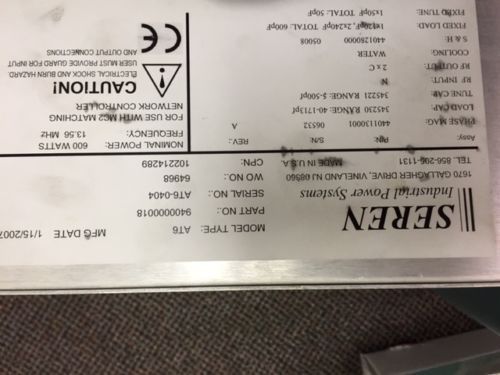 SEREN
Industrial Power Systems
1670 GALLAGHER DRIVE, VINELAND NJ 08360
TEL: 856-205-1131 MADE IN U.S.A.
MODEL TYPE: AT6 MFG DATE 1/15/2007
PART NO.: 9400000018
SERIAL NO.: AT6-0404
WO NO.: 64968
CPN: 102214289
Assy: P/N: S/N: REV:
PHASE MAG: 4401130001 06532 A
LOAD CAP: 345230 RANGE: 40-1713pf
TUNE CAP: 345221 RANGE:
RF INPUT: N
RF OUTPUT: 2 x C
COOLING: WATER
S & H: 4401280000 05008
FIXED LOAD: 2x240pF TOTAL 600pF
FIXED TUNE: 1x50pF TOTAL 50pF
NOMINAL POWER: 600 WATTS
FREQUENCY: 13.56 MHz
FOR USE WITH MC2 MATCHING
NETWORK CONTROLLER
CAUTION!
ELECTRICAL SHOCK AND BURN HAZARD
USER MUST PROVIDE GUARD FOR INPUT
AND OUTPUT CONNECTIONS
CE